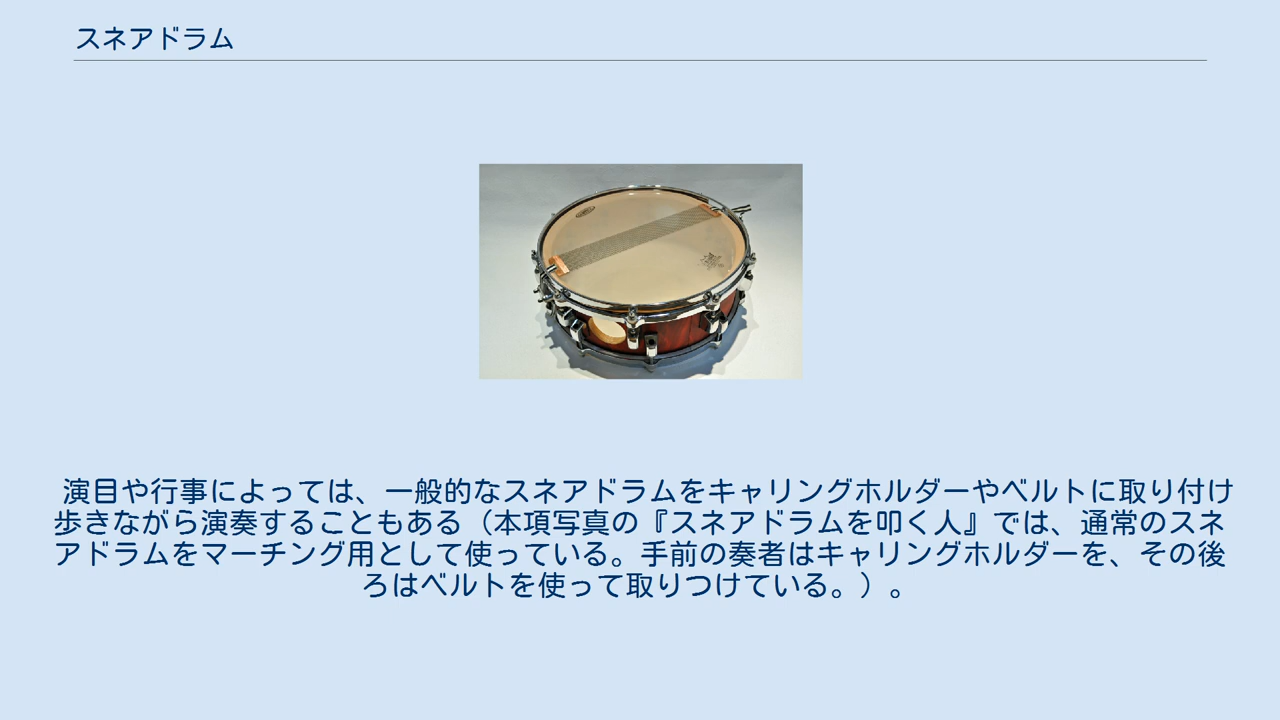 スネアドラム
演目や行事によっては、一般的なスネアドラムをキャリングホルダーやベルトに取り付け
歩きながら演奏することもある（本項写真の『スネアドラムを叩く人』では、通常のスネ
アドラムをマーチング用として使っている。手前の奏者はキャリングホルダーを、その後
ろはベルトを使って取りつけている。）。